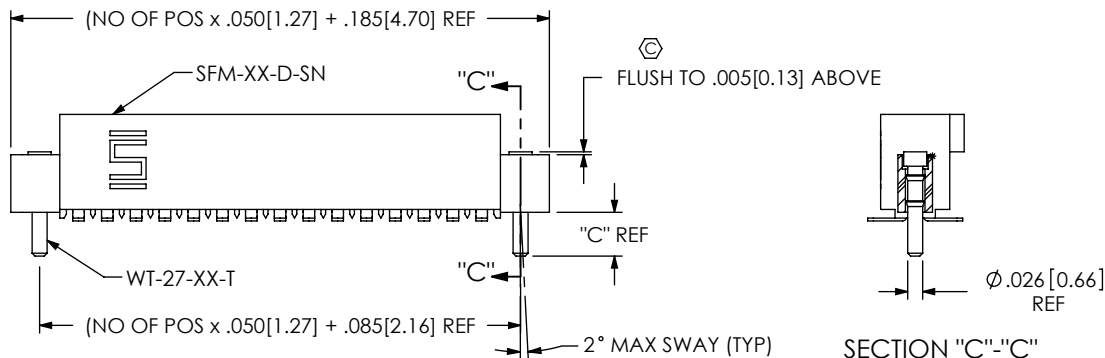 (NO OF POS x .050[1.27] + .185[4.70] REF
SFM-XX-D-SN
"C"
C
FLUSH TO .005[0.13] ABOVE
"C" REF
WT-27-XX-T
"C"
(NO OF POS x .050[1.27] + .085[2.16] REF
2° MAX SWAY (TYP)
Ø.026[0.66]
REF
SECTION "C"-"C"